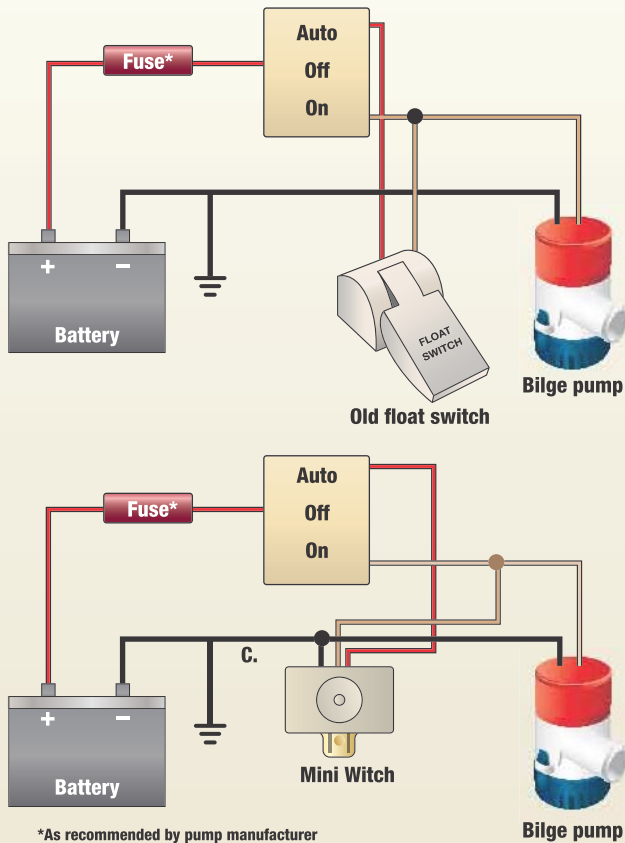 Auto
Off
On
Fuse*
+ −
Battery
FLOAT
SWITCH
Bilge pump
Old float switch
Auto
Off
On
Fuse*
C.
+ −
Battery
Mini Witch
Bilge pump
*As recommended by pump manufacturer